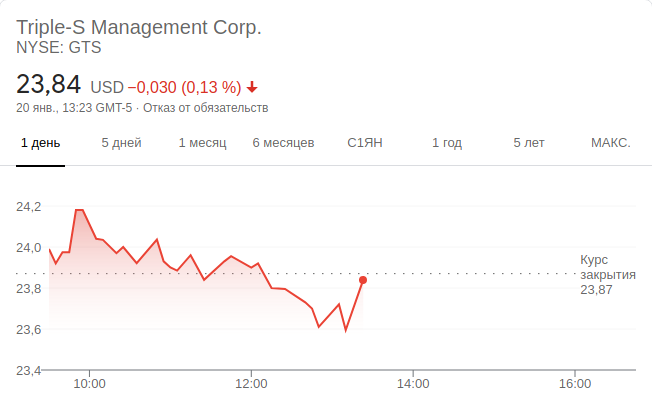 Triple-S Management Corp.
NYSE: GTS
23,84 USD −0,030 (0,13 %)
20 янв., 13:23 GMT-5 · Отказ от обязательств
1 день 5 дней 1 месяц 6 месяцев С1ЯН 1 год 5 лет МАКС.
24,2
24,0
Курс
закрытия
23,87
23,8
23,6
23,4
10:00 12:00 14:00 16:00